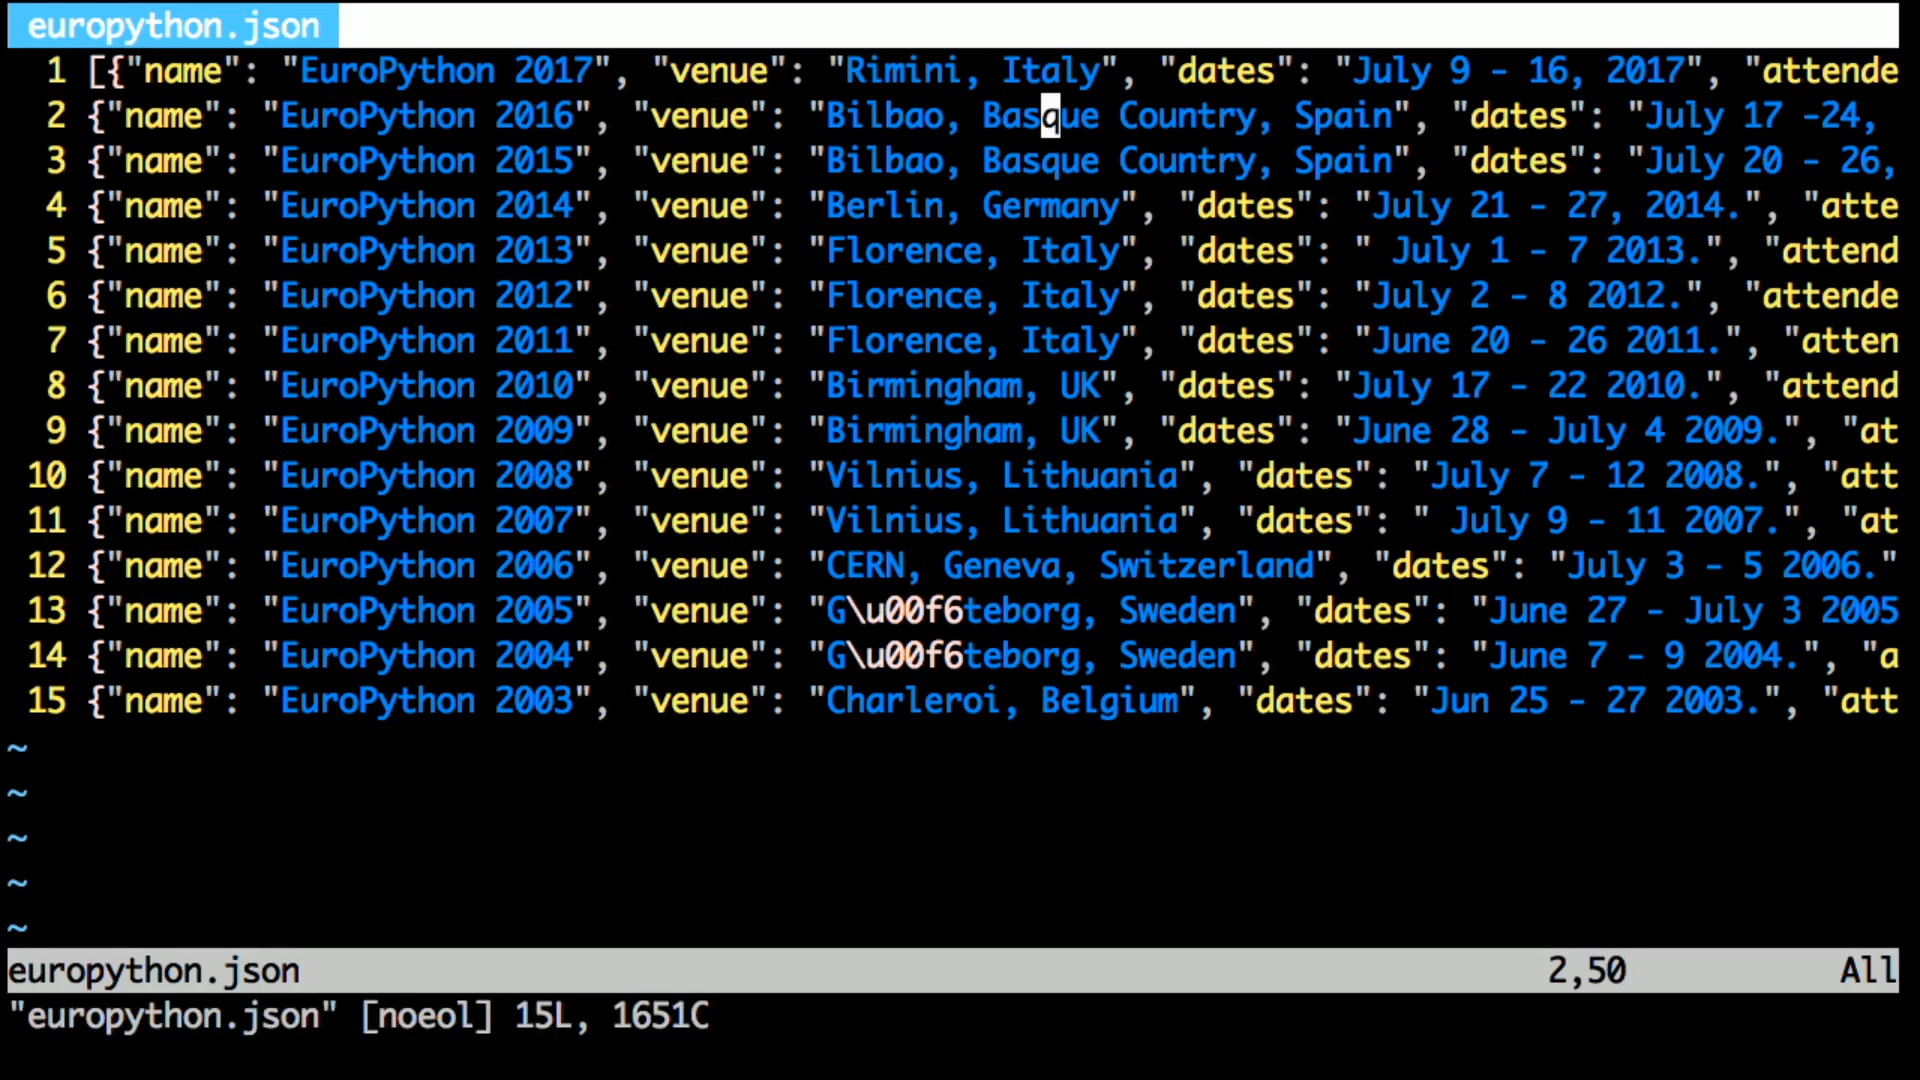 europython.json
1 [{"name": "EuroPython 2017", "venue": "Rimini, Italy", "dates": "July 9 - 16, 2017", "attende
2 {"name": "EuroPython 2016", "venue": "Bilbao, Basque Country, Spain", "dates": "July 17 -24,
3 {"name": "EuroPython 2015", "venue": "Bilbao, Basque Country, Spain", "dates": "July 20 - 26,
4 {"name": "EuroPython 2014", "venue": "Berlin, Germany", "dates": "July 21 - 27, 2014.", "atte
5 {"name": "EuroPython 2013", "venue": "Florence, Italy", "dates": " July 1 - 7 2013.", "attend
6 {"name": "EuroPython 2012", "venue": "Florence, Italy", "dates": "July 2 - 8 2012.", "attende
7 {"name": "EuroPython 2011", "venue": "Florence, Italy", "dates": "June 20 - 26 2011.", "atten
8 {"name": "EuroPython 2010", "venue": "Birmingham, UK", "dates": "July 17 - 22 2010.", "attend
9 {"name": "EuroPython 2009", "venue": "Birmingham, UK", "dates": "June 28 - July 4 2009.", "at
10 {"name": "EuroPython 2008", "venue": "Vilnius, Lithuania", "dates": "July 7 - 12 2008.", "att
11 {"name": "EuroPython 2007", "venue": "Vilnius, Lithuania", "dates": " July 9 - 11 2007.", "at
12 {"name": "EuroPython 2006", "venue": "CERN, Geneva, Switzerland", "dates": "July 3 - 5 2006."
13 {"name": "EuroPython 2005", "venue": "G\u00f6teborg, Sweden", "dates": "June 27 - July 3 2005
14 {"name": "EuroPython 2004", "venue": "G\u00f6teborg, Sweden", "dates": "June 7 - 9 2004.", "a
15 {"name": "EuroPython 2003", "venue": "Charleroi, Belgium", "dates": "Jun 25 - 27 2003.", "att
~
~
~
~
~
europython.json 2,50 All
"europython.json" [noeol] 15L, 1651C